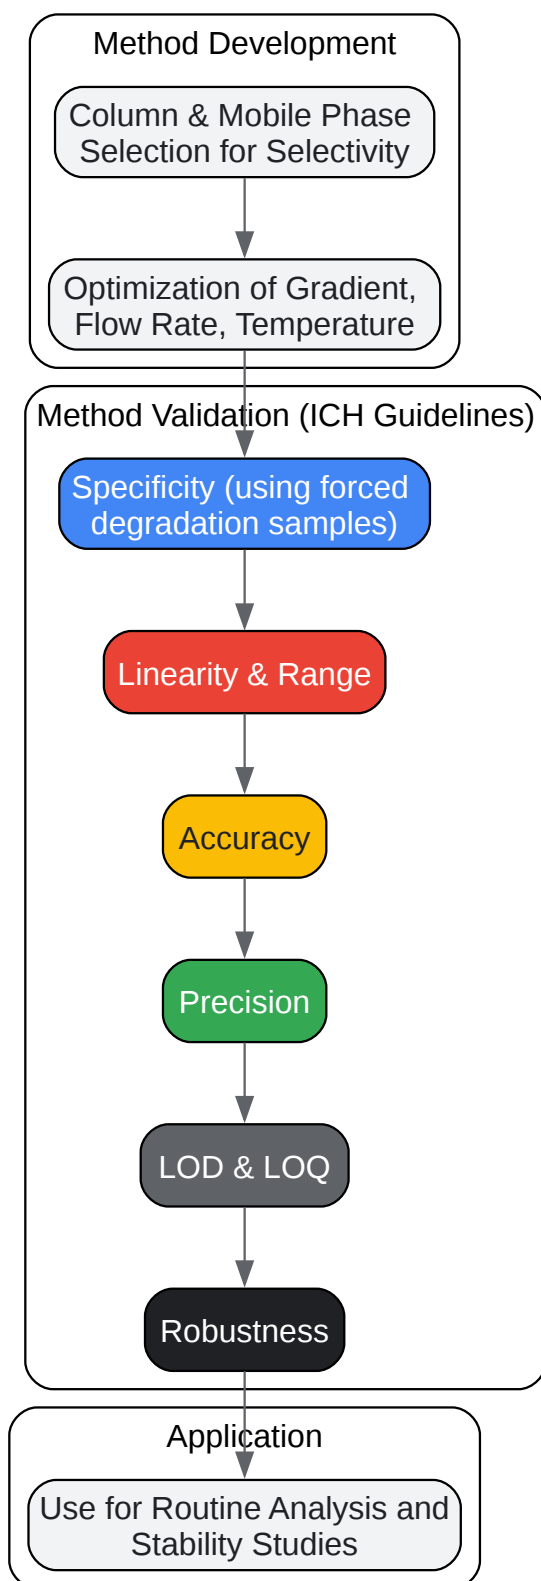 Method Development
Column & Mobile Phase
Selection for Selectivity
Optimization of Gradient,
Flow Rate, Temperature
Method Validation (ICH Guidelines)
Specificity (using forced
degradation samples)
Linearity & Range
Accuracy
Precision
LOD & LOQ
Robustness
Application
Use for Routine Analysis and
Stability Studies